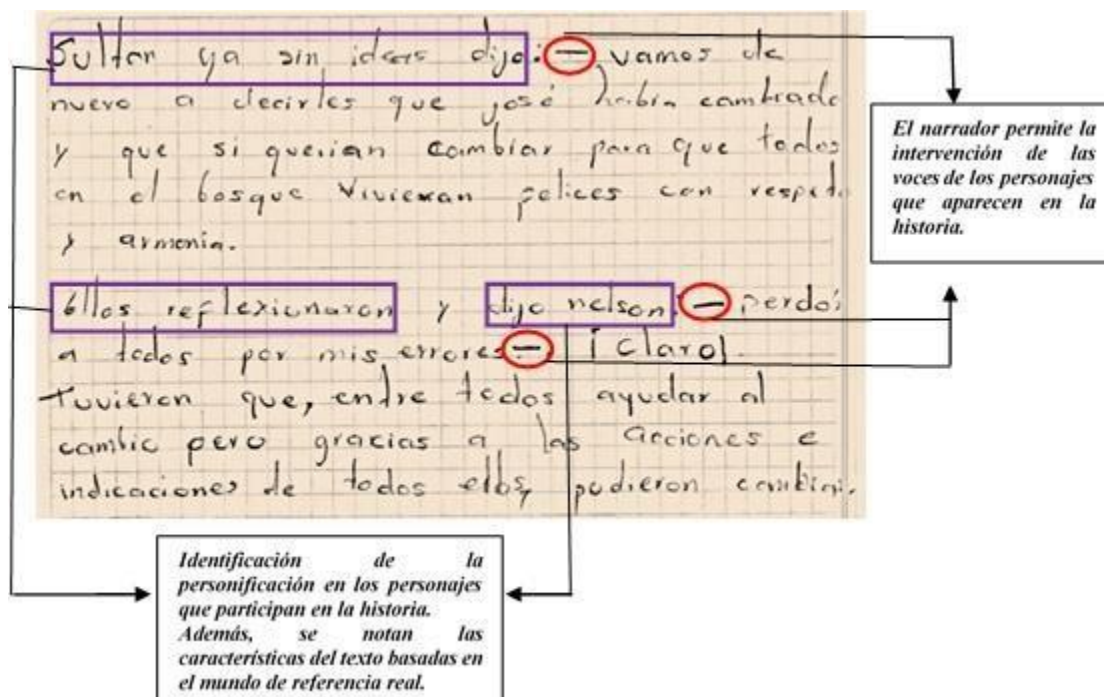 Sultan ya sin ideas dijo: — vamos de
nuevo a decirles que josé había cambiado
y que si querian cambiar para que todos
en el bosque vivieran felices con respeto
y armonia.
Ellos reflexionaron y dijo nelson: — perdón
a todos por mis errores — ¡Claro!
Tuvieron que, entre todos ayudar al
cambio pero gracias a las acciones e
indicaciones de todos ellos, pudieron cambiar.
El narrador permite la
intervención de las
voces de los personajes
que aparecen en la
historia.
Identificación de la
personificación en los personajes
que participan en la historia.
Además, se notan las
características del texto basadas en
el mundo de referencia real.